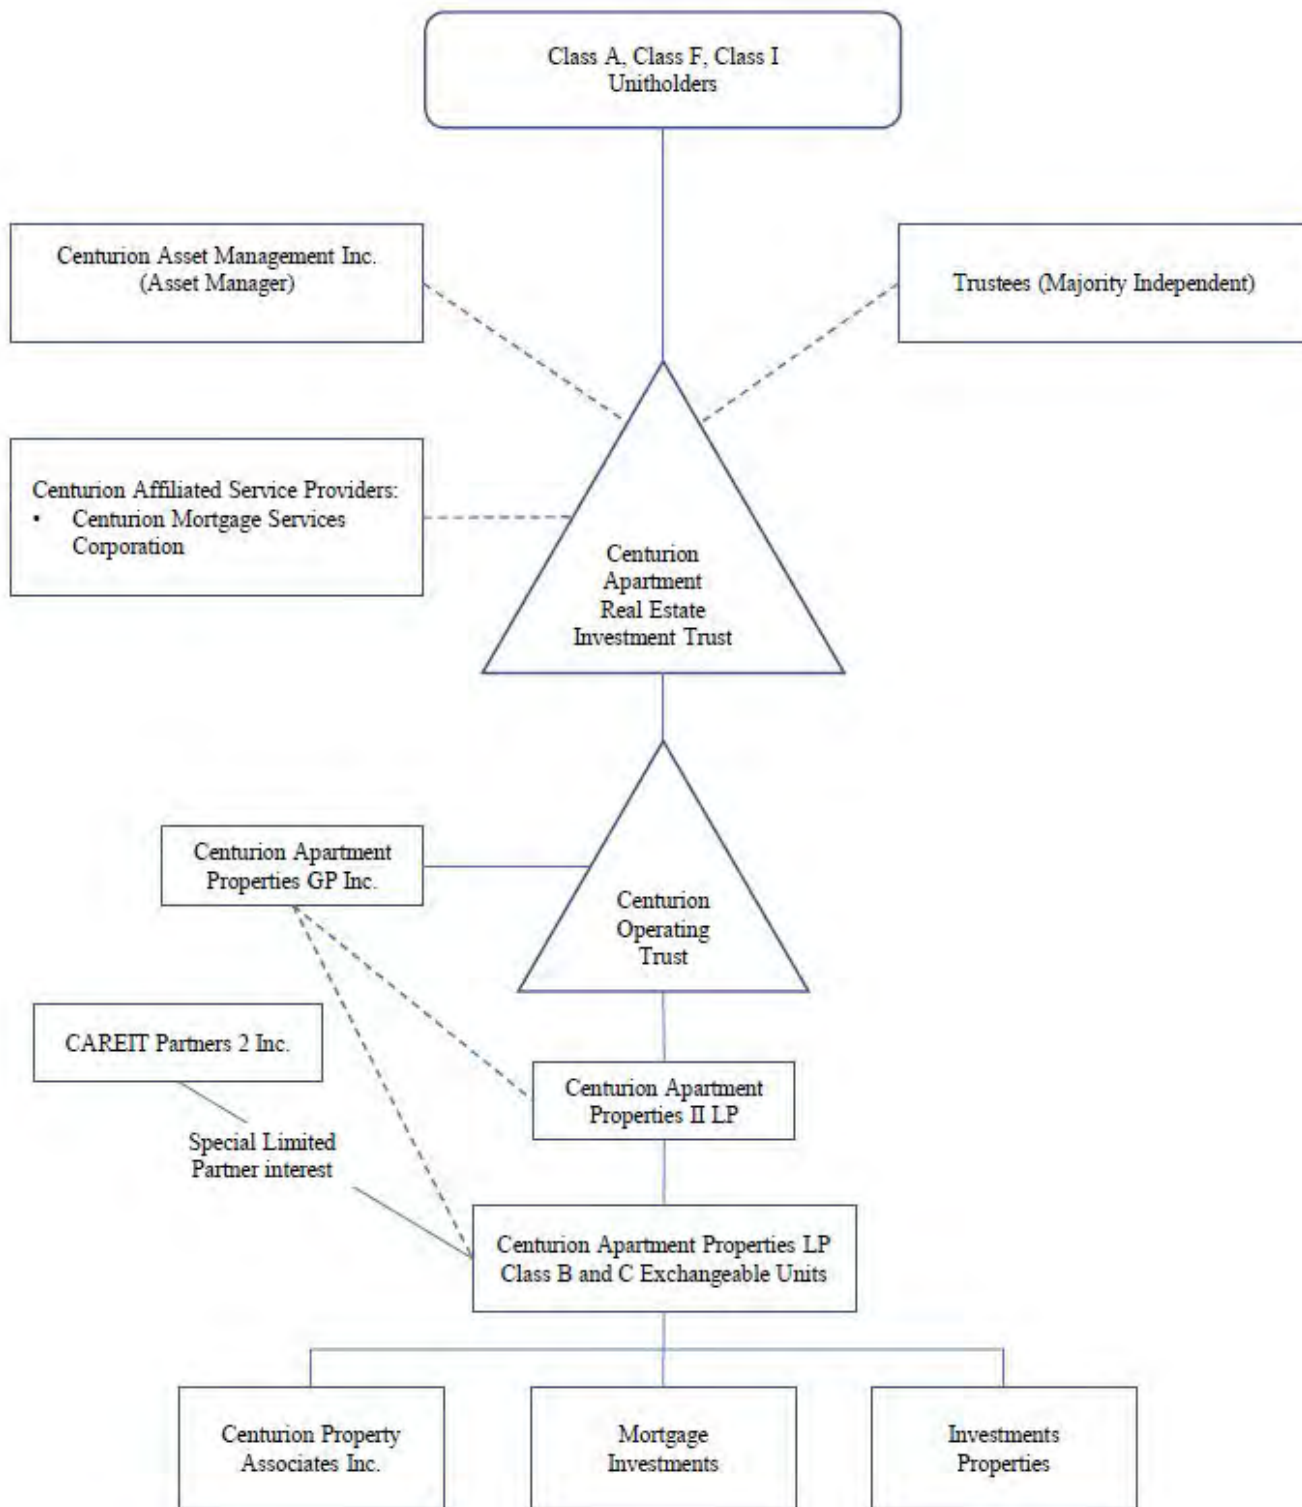 Class A, Class F, Class I
Unitholders
Centurion Asset Management Inc.
(Asset Manager)
Trustees (Majority Independent)
Centurion Affiliated Service Providers:
• Centurion Mortgage Services
Corporation
Centurion
Apartment
Real Estate
Investment Trust
Centurion Apartment
Properties GP Inc.
Centurion
Operating
Trust
CAREIT Partners 2 Inc.
Centurion Apartment
Properties II LP
Special Limited
Partner interest
Centurion Apartment Properties LP
Class B and C Exchangeable Units
Centurion Property
Associates Inc.
Mortgage
Investments
Investments
Properties